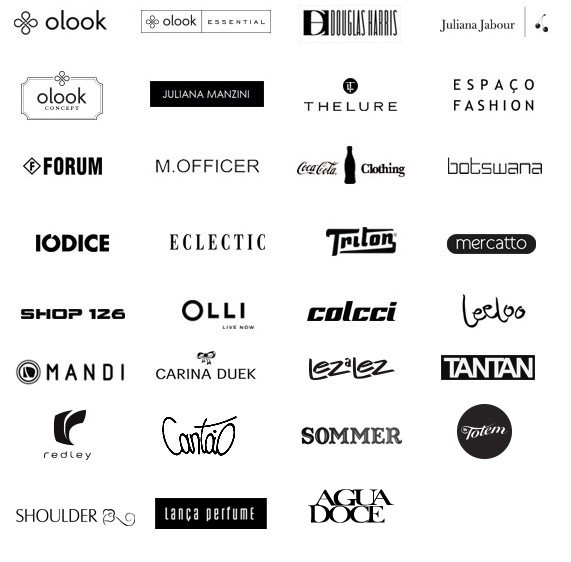 olook
olook ESSENTIAL
DOUGLAS HARRIS
Juliana Jabour
olook
CONCEPT
JULIANA MANZINI
THELURE
ESPAÇO
FASHION
FORUM
M.OFFICER
Coca-Cola Clothing
botswana
IÓDICE
ECLECTIC
Triton
mercatto
SHOP 126
OLLI
LIVE NOW
colcci
Leeloo
MANDI
CARINA DUEK
LEZ a LEZ
TANTAN
redley
Cantão
SOMMER
Totem
SHOULDER
Lança perfume
AGUA
DOCE